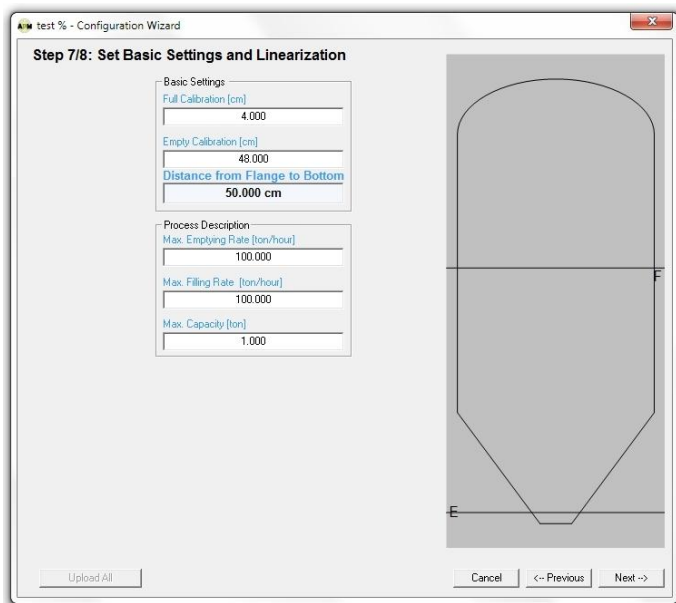 APM test % - Configuration Wizard
Step 7/8: Set Basic Settings and Linearization
Basic Settings
Full Calibration [cm]
4.000
Empty Calibration [cm]
48.000
Distance from Flange to Bottom
50.000 cm
Process Description
Max. Emptying Rate [ton/hour]
100.000
Max. Filling Rate [ton/hour]
100.000
Max. Capacity [ton]
1.000
F
E
Upload All
Cancel
<-- Previous
Next -->